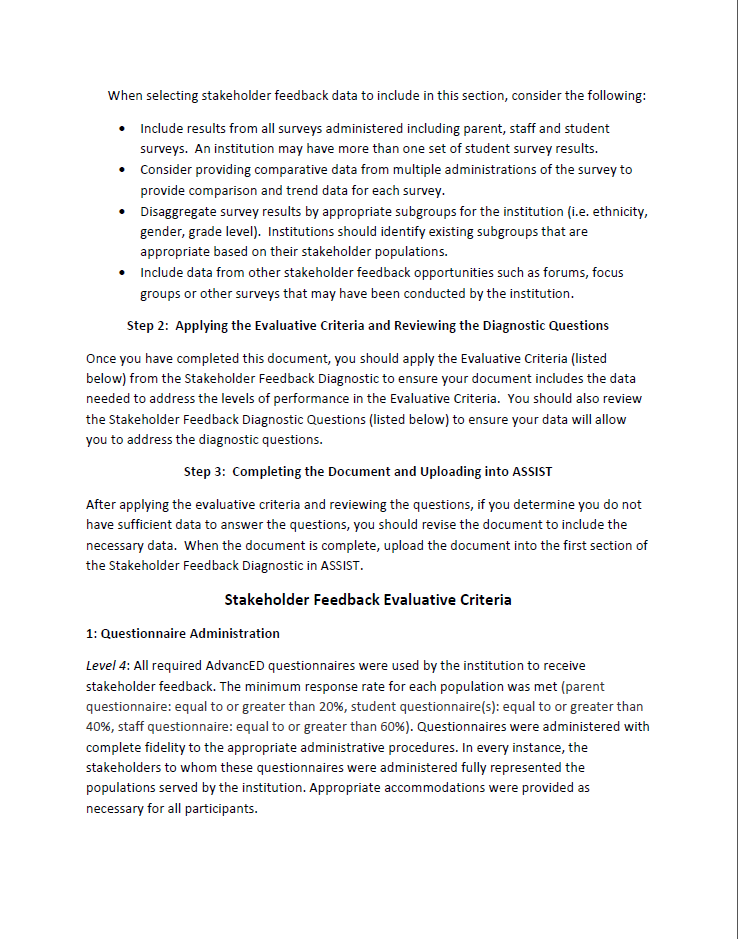 When selecting stakeholder feedback data to include in this section, consider the following:
• Include results from all surveys administered including parent, staff and student
surveys.  An institution may have more than one set of student survey results.
• Consider providing comparative data from multiple administrations of the survey to
provide comparison and trend data for each survey.
• Disaggregate survey results by appropriate subgroups for the institution (i.e. ethnicity,
gender, grade level).  Institutions should identify existing subgroups that are
appropriate based on their stakeholder populations.
• Include data from other stakeholder feedback opportunities such as forums, focus
groups or other surveys that may have been conducted by the institution.
Step 2:  Applying the Evaluative Criteria and Reviewing the Diagnostic Questions
Once you have completed this document, you should apply the Evaluative Criteria (listed
below) from the Stakeholder Feedback Diagnostic to ensure your document includes the data
needed to address the levels of performance in the Evaluative Criteria.  You should also review
the Stakeholder Feedback Diagnostic Questions (listed below) to ensure your data will allow
you to address the diagnostic questions.
Step 3:  Completing the Document and Uploading into ASSIST
After applying the evaluative criteria and reviewing the questions, if you determine you do not
have sufficient data to answer the questions, you should revise the document to include the
necessary data.  When the document is complete, upload the document into the first section of
the Stakeholder Feedback Diagnostic in ASSIST.
Stakeholder Feedback Evaluative Criteria
1: Questionnaire Administration
Level 4: All required AdvancED questionnaires were used by the institution to receive
stakeholder feedback. The minimum response rate for each population was met (parent
questionnaire: equal to or greater than 20%, student questionnaire(s): equal to or greater than
40%, staff questionnaire: equal to or greater than 60%). Questionnaires were administered with
complete fidelity to the appropriate administrative procedures. In every instance, the
stakeholders to whom these questionnaires were administered fully represented the
populations served by the institution. Appropriate accommodations were provided as
necessary for all participants.